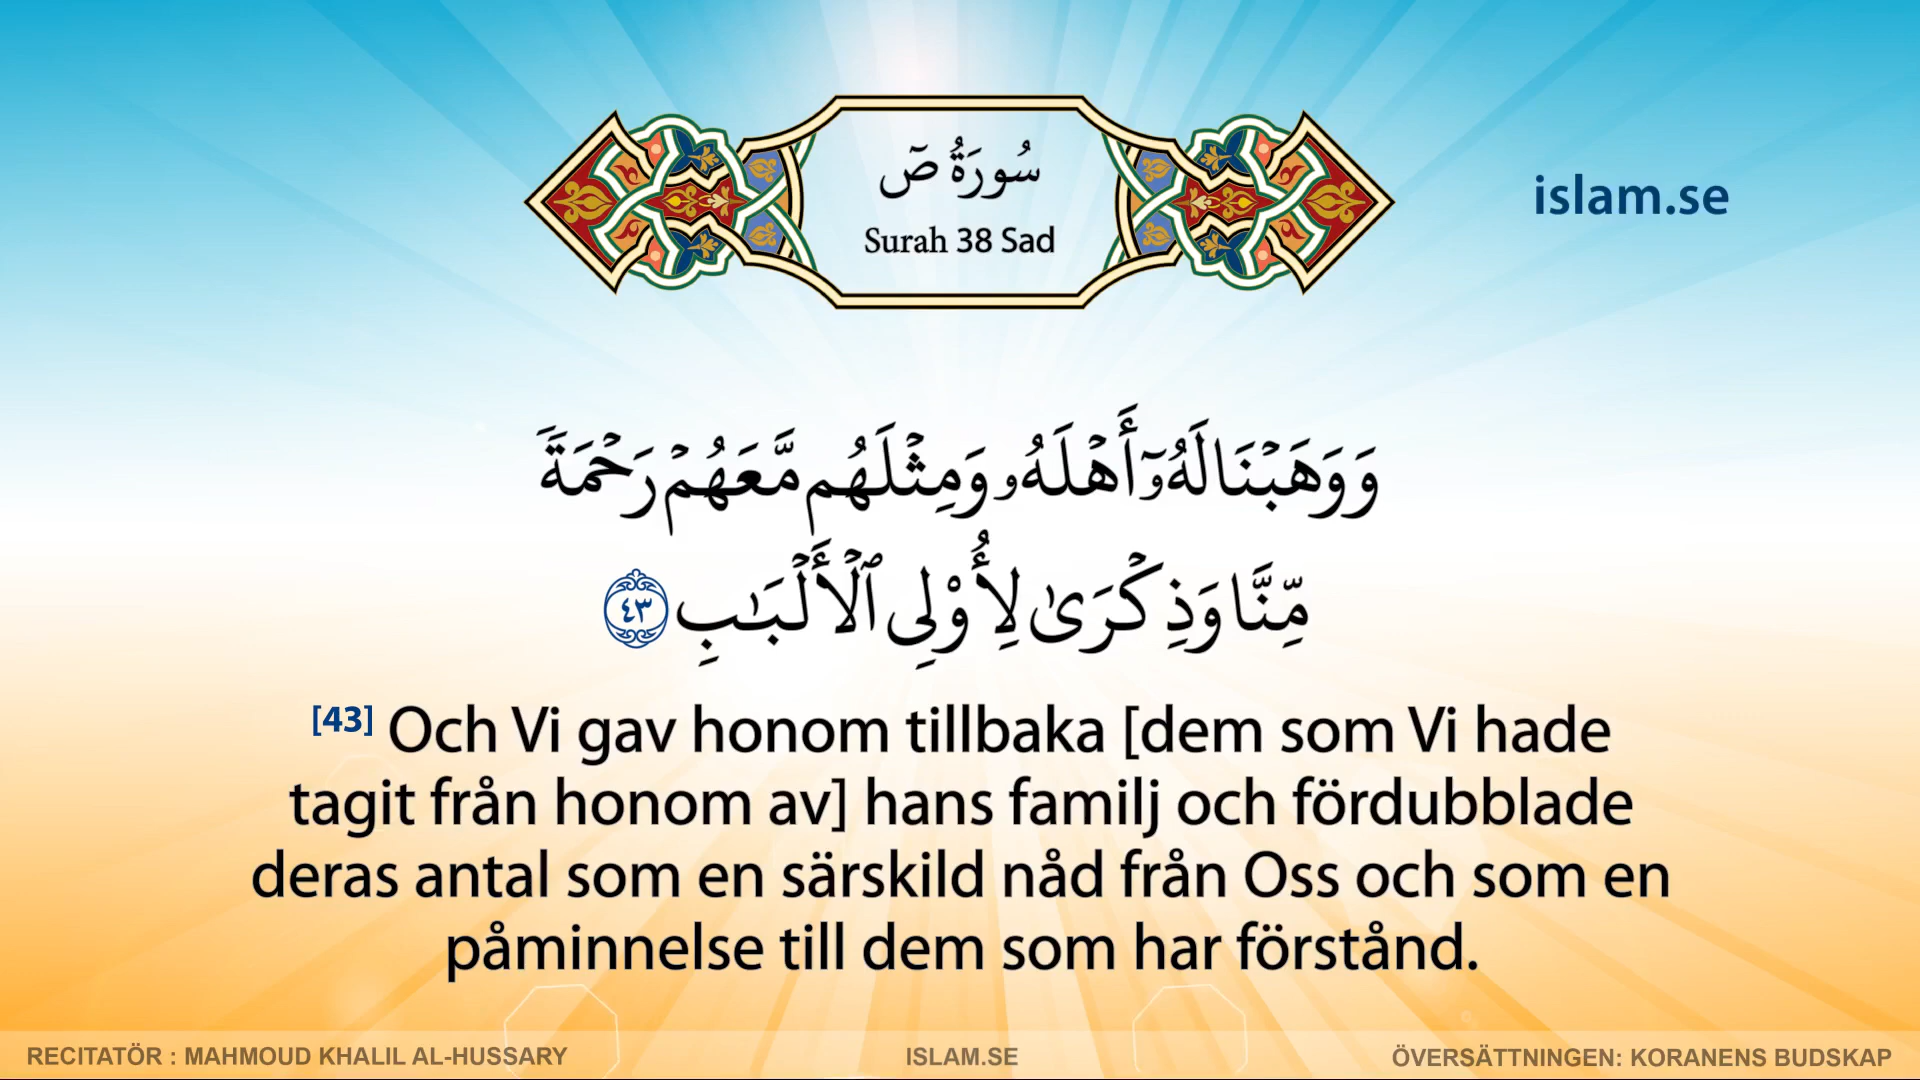 سُورَةُ صٓ
Surah 38 Sad
islam.se
وَوَهَبْنَا لَهُۥٓ أَهْلَهُۥ وَمِثْلَهُم مَّعَهُمْ رَحْمَةً
مِّنَّا وَذِكْرَىٰ لِأُو۟لِى ٱلْأَلْبَٰبِ ٤٣
[43] Och Vi gav honom tillbaka [dem som Vi hade
tagit från honom av] hans familj och fördubblade
deras antal som en särskild nåd från Oss och som en
påminnelse till dem som har förstånd.
RECITATÖR : MAHMOUD KHALIL AL-HUSSARY
ISLAM.SE
ÖVERSÄTTNINGEN: KORANENS BUDSKAP